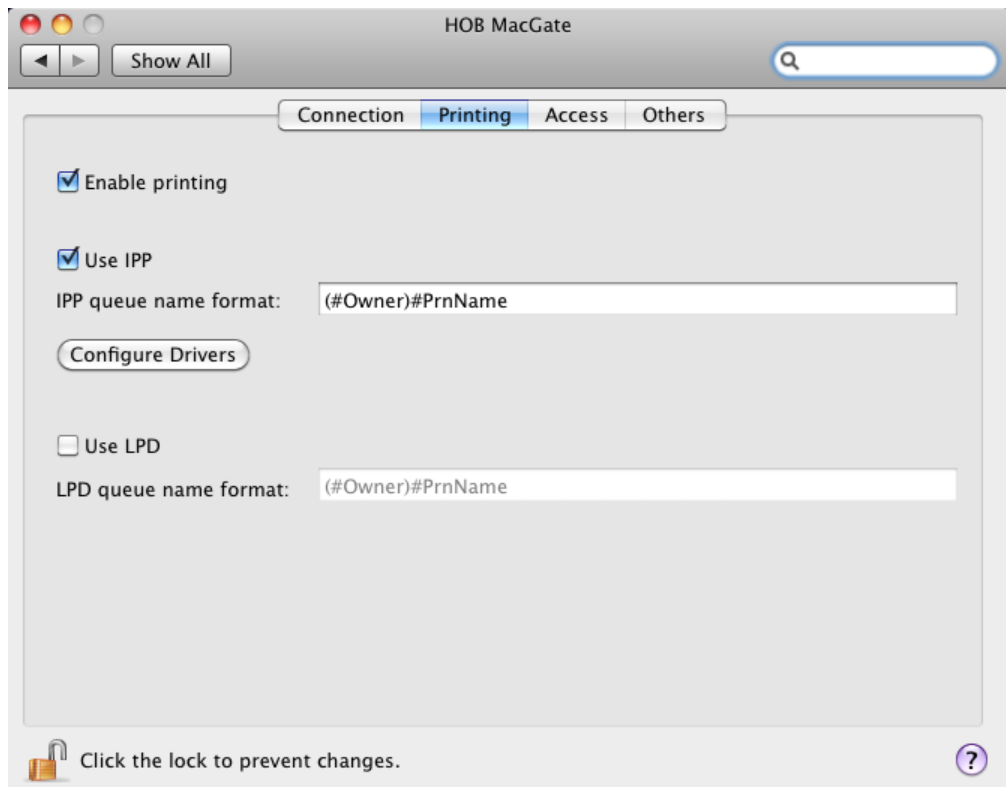 HOB MacGate
Show All
Connection Printing Access Others
Enable printing
Use IPP
IPP queue name format: (#Owner)#PrnName
Configure Drivers
Use LPD
LPD queue name format: (#Owner)#PrnName
Click the lock to prevent changes. ?